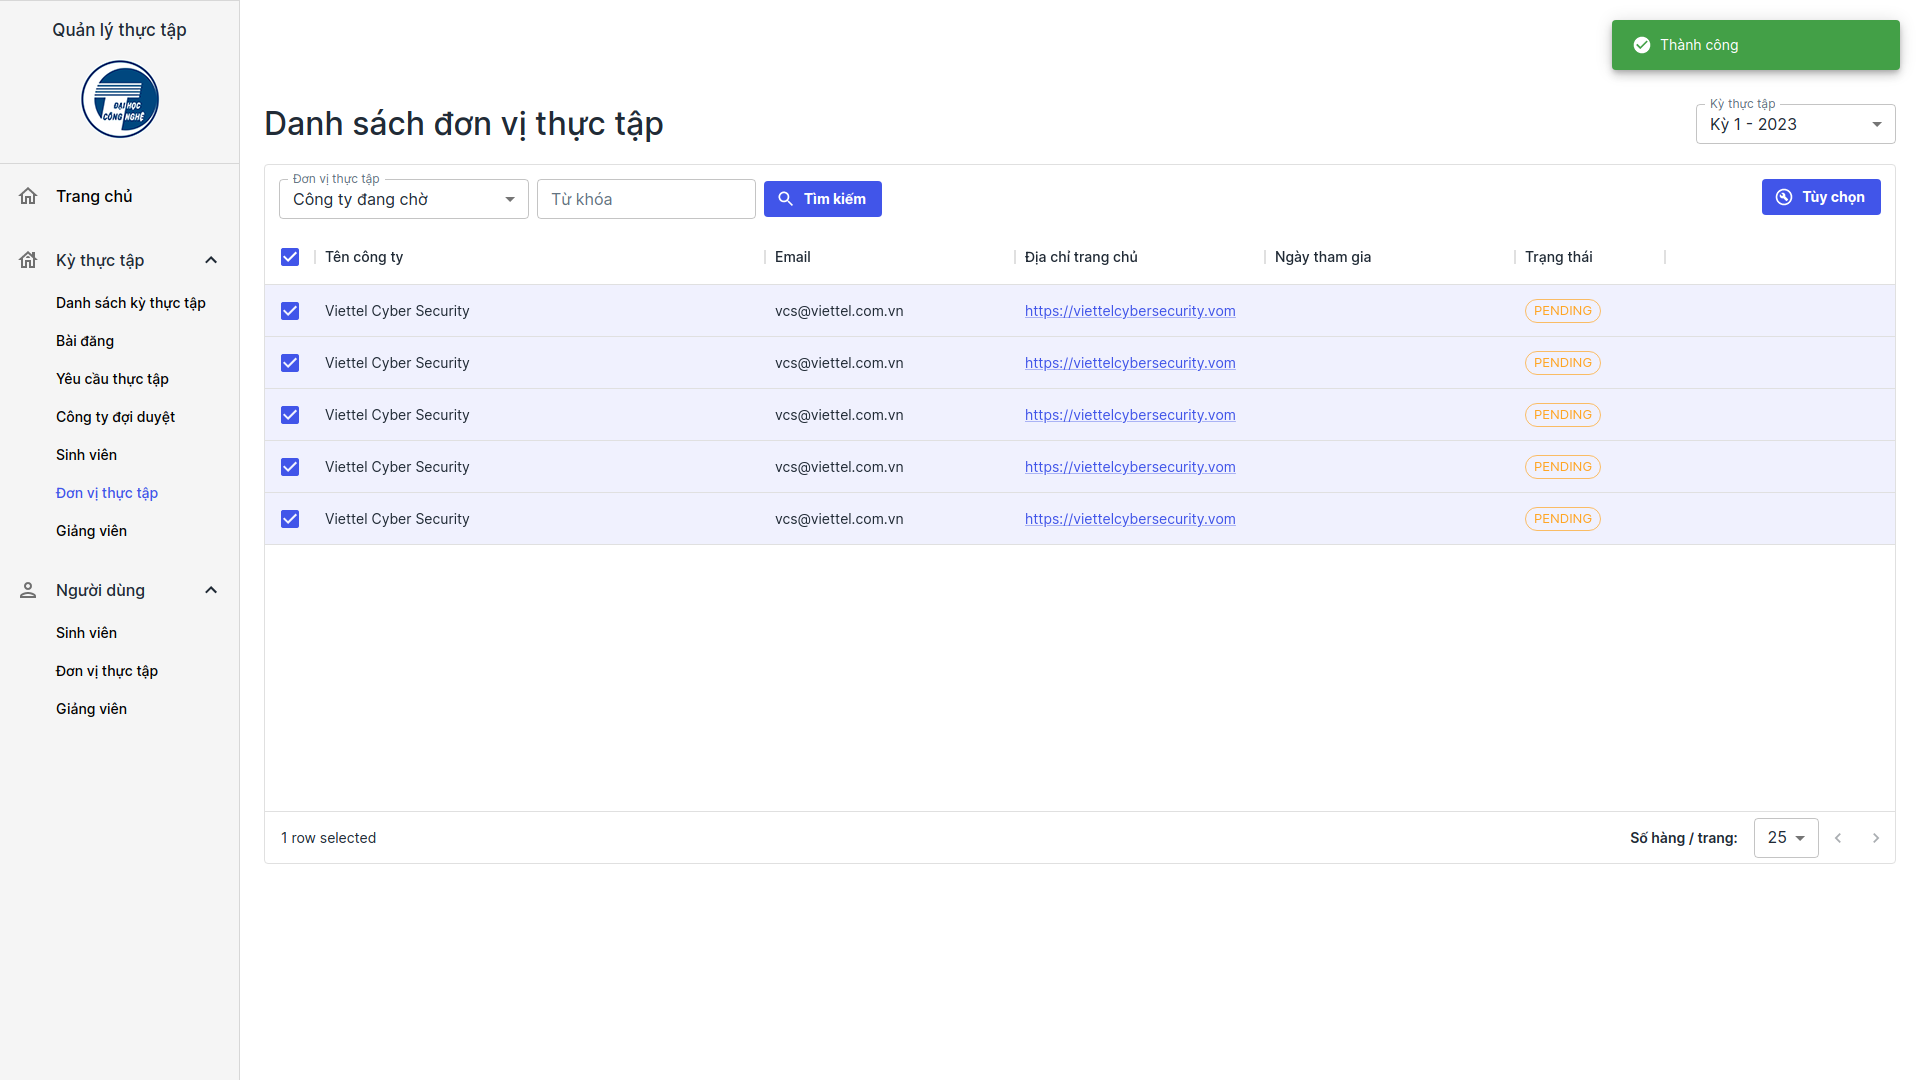 Quản lý thực tập
ĐẠI HỌC
CÔNG NGHỆ
Trang chủ
Kỳ thực tập
Danh sách kỳ thực tập
Bài đăng
Yêu cầu thực tập
Công ty đợi duyệt
Sinh viên
Đơn vị thực tập
Giảng viên
Người dùng
Sinh viên
Đơn vị thực tập
Giảng viên
Thành công
Danh sách đơn vị thực tập
Kỳ thực tập
Kỳ 1 - 2023
Đơn vị thực tập
Công ty đang chờ
Từ khóa
Tìm kiếm
Tùy chọn
Tên công ty Email Địa chỉ trang chủ Ngày tham gia Trạng thái
Viettel Cyber Security vcs@viettel.com.vn https://viettelcybersecurity.vom PENDING
Viettel Cyber Security vcs@viettel.com.vn https://viettelcybersecurity.vom PENDING
Viettel Cyber Security vcs@viettel.com.vn https://viettelcybersecurity.vom PENDING
Viettel Cyber Security vcs@viettel.com.vn https://viettelcybersecurity.vom PENDING
Viettel Cyber Security vcs@viettel.com.vn https://viettelcybersecurity.vom PENDING
1 row selected
Số hàng / trang: 25